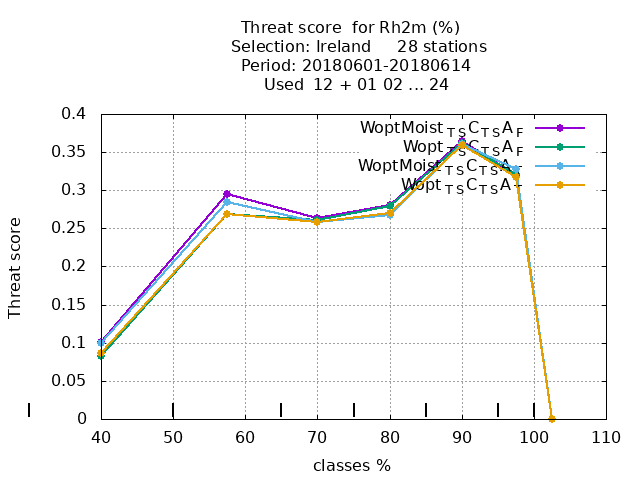 Threat score  for Rh2m (%)
Selection: Ireland     28 stations
Period: 20180601-20180614
Used  12 + 01 02 ... 24
WoptMoist TS C TS A F
Wopt TS C TS A F
WoptMoist TS C TS A
Wopt TS C TS A
0.4
0.35
0.3
0.25
0.2
0.15
0.1
0.05
0
Threat score
40 50 60 70 80 90 100 110
classes %